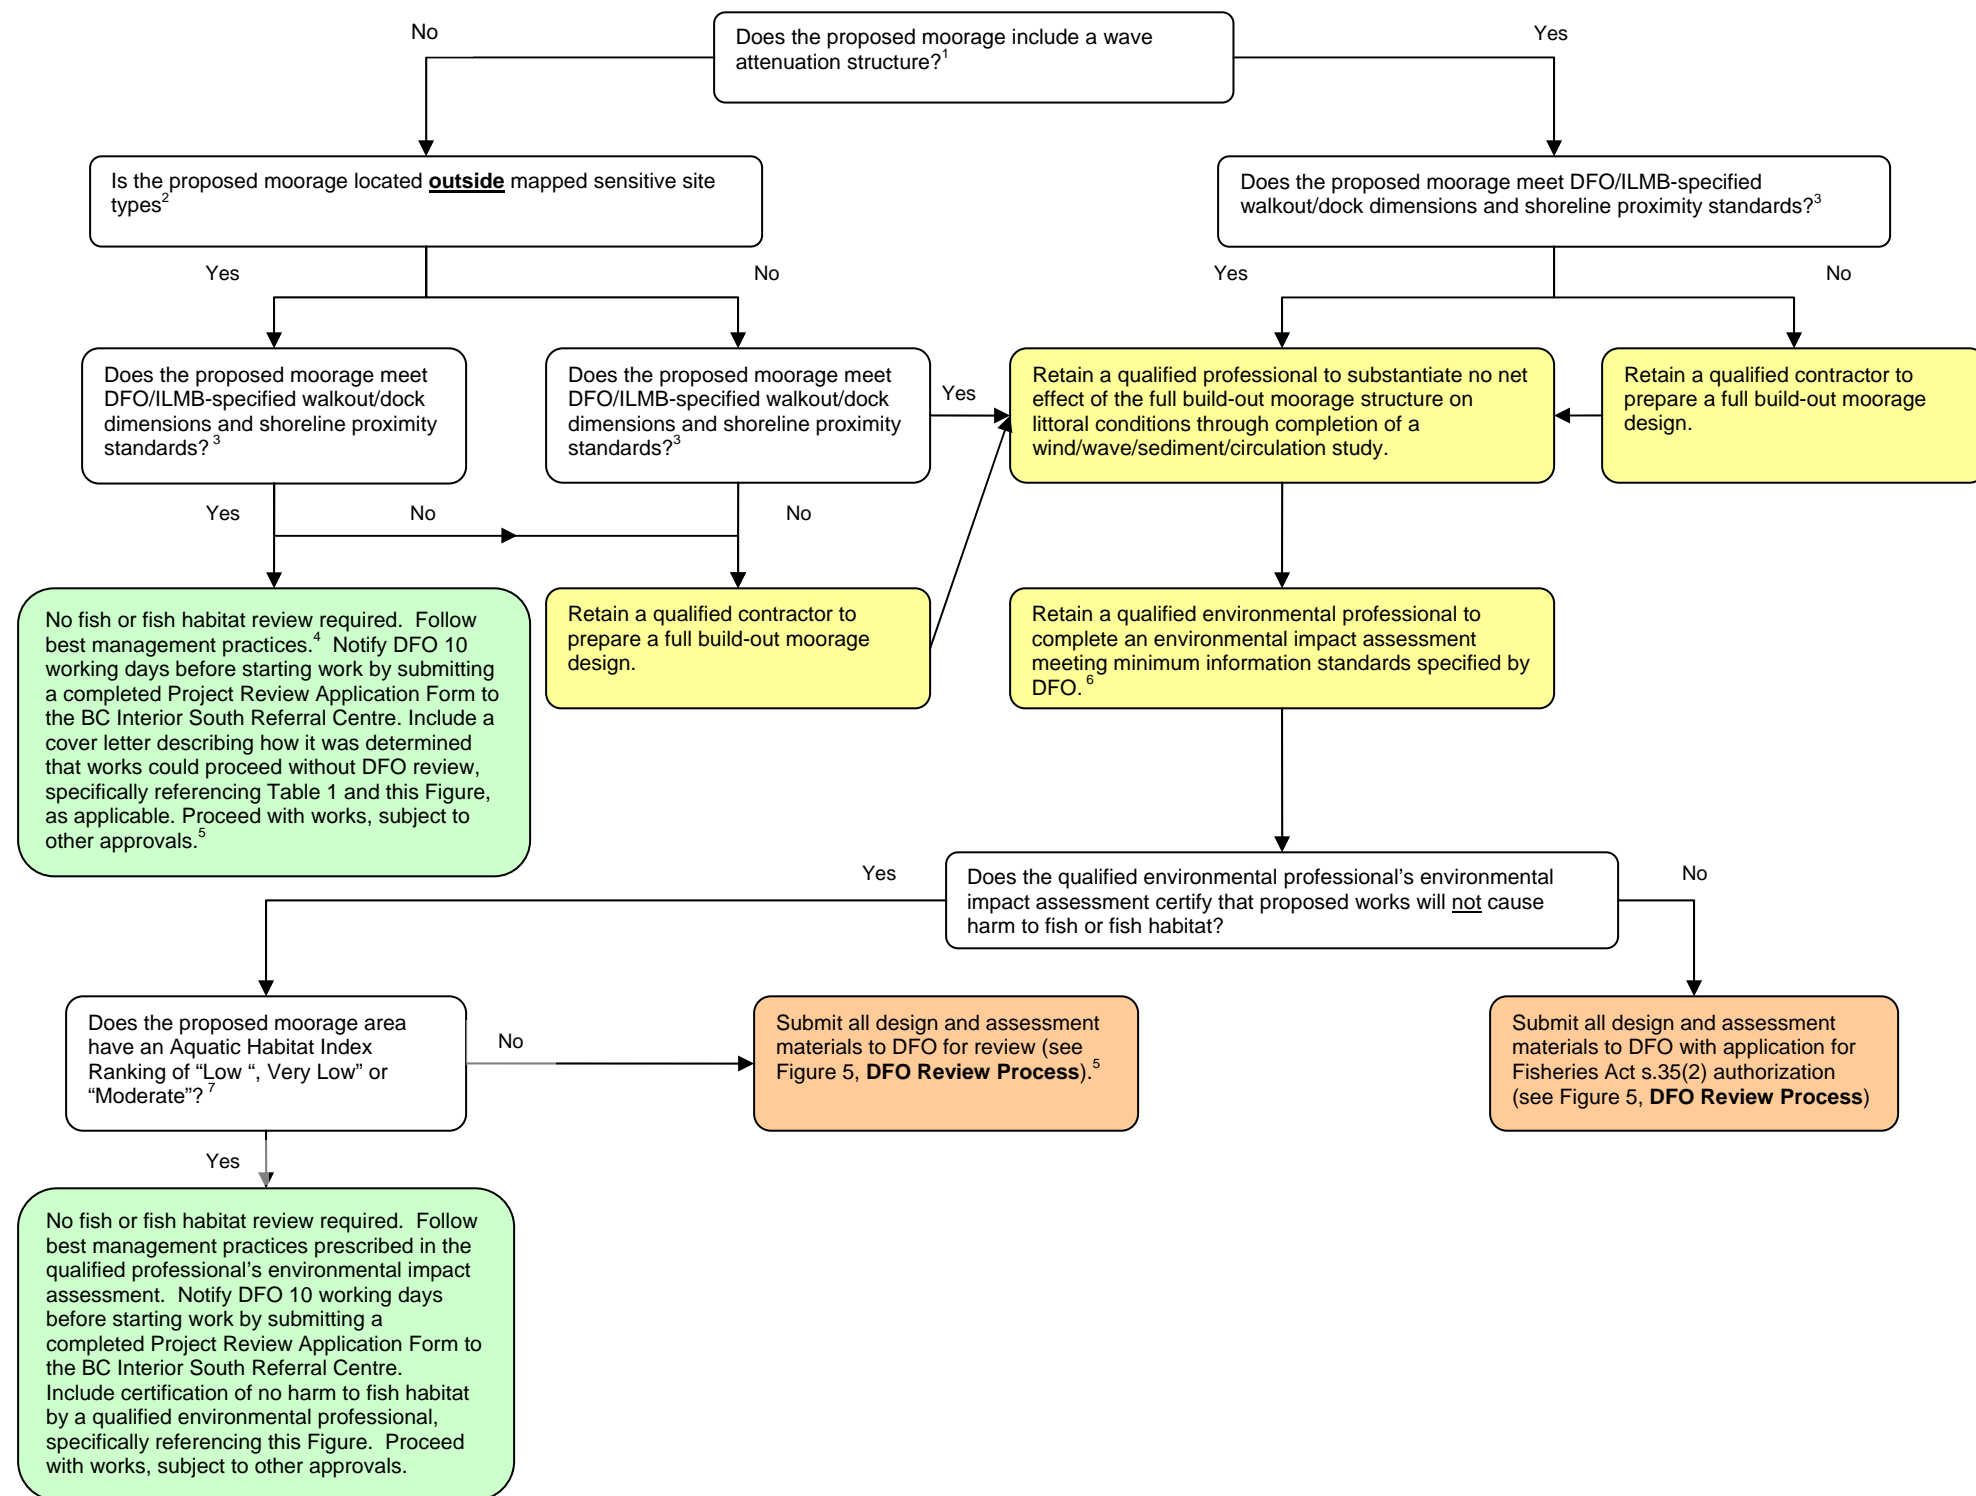 No
Does the proposed moorage include a wave
attenuation structure?1
Yes
Is the proposed moorage located outside mapped sensitive site
types2
Does the proposed moorage meet DFO/ILMB-specified
walkout/dock dimensions and shoreline proximity standards?3
Yes
No
Yes
No
Does the proposed moorage meet
DFO/ILMB-specified walkout/dock
dimensions and shoreline proximity
standards? 3
Does the proposed moorage meet
DFO/ILMB-specified walkout/dock
dimensions and shoreline proximity
standards?3
Yes
Retain a qualified professional to substantiate no net
effect of the full build-out moorage structure on
littoral conditions through completion of a
wind/wave/sediment/circulation study.
Retain a qualified contractor to
prepare a full build-out moorage
design.
Yes
No
No
No fish or fish habitat review required.  Follow
best management practices.4  Notify DFO 10
working days before starting work by submitting
a completed Project Review Application Form to
the BC Interior South Referral Centre. Include a
cover letter describing how it was determined
that works could proceed without DFO review,
specifically referencing Table 1 and this Figure,
as applicable. Proceed with works, subject to
other approvals.5
Retain a qualified contractor to
prepare a full build-out moorage
design.
Retain a qualified environmental professional to
complete an environmental impact assessment
meeting minimum information standards specified by
DFO. 6
Yes
Does the qualified environmental professional’s environmental
impact assessment certify that proposed works will not cause
harm to fish or fish habitat?
No
Does the proposed moorage area
have an Aquatic Habitat Index
Ranking of “Low “, Very Low” or
“Moderate”? 7
No
Submit all design and assessment
materials to DFO for review (see
Figure 5, DFO Review Process).5
Submit all design and assessment
materials to DFO with application for
Fisheries Act s.35(2) authorization
(see Figure 5, DFO Review Process)
Yes
No fish or fish habitat review required.  Follow
best management practices prescribed in the
qualified professional’s environmental impact
assessment.  Notify DFO 10 working days
before starting work by submitting a
completed Project Review Application Form to
the BC Interior South Referral Centre.
Include certification of no harm to fish habitat
by a qualified environmental professional,
specifically referencing this Figure.  Proceed
with works, subject to other approvals.